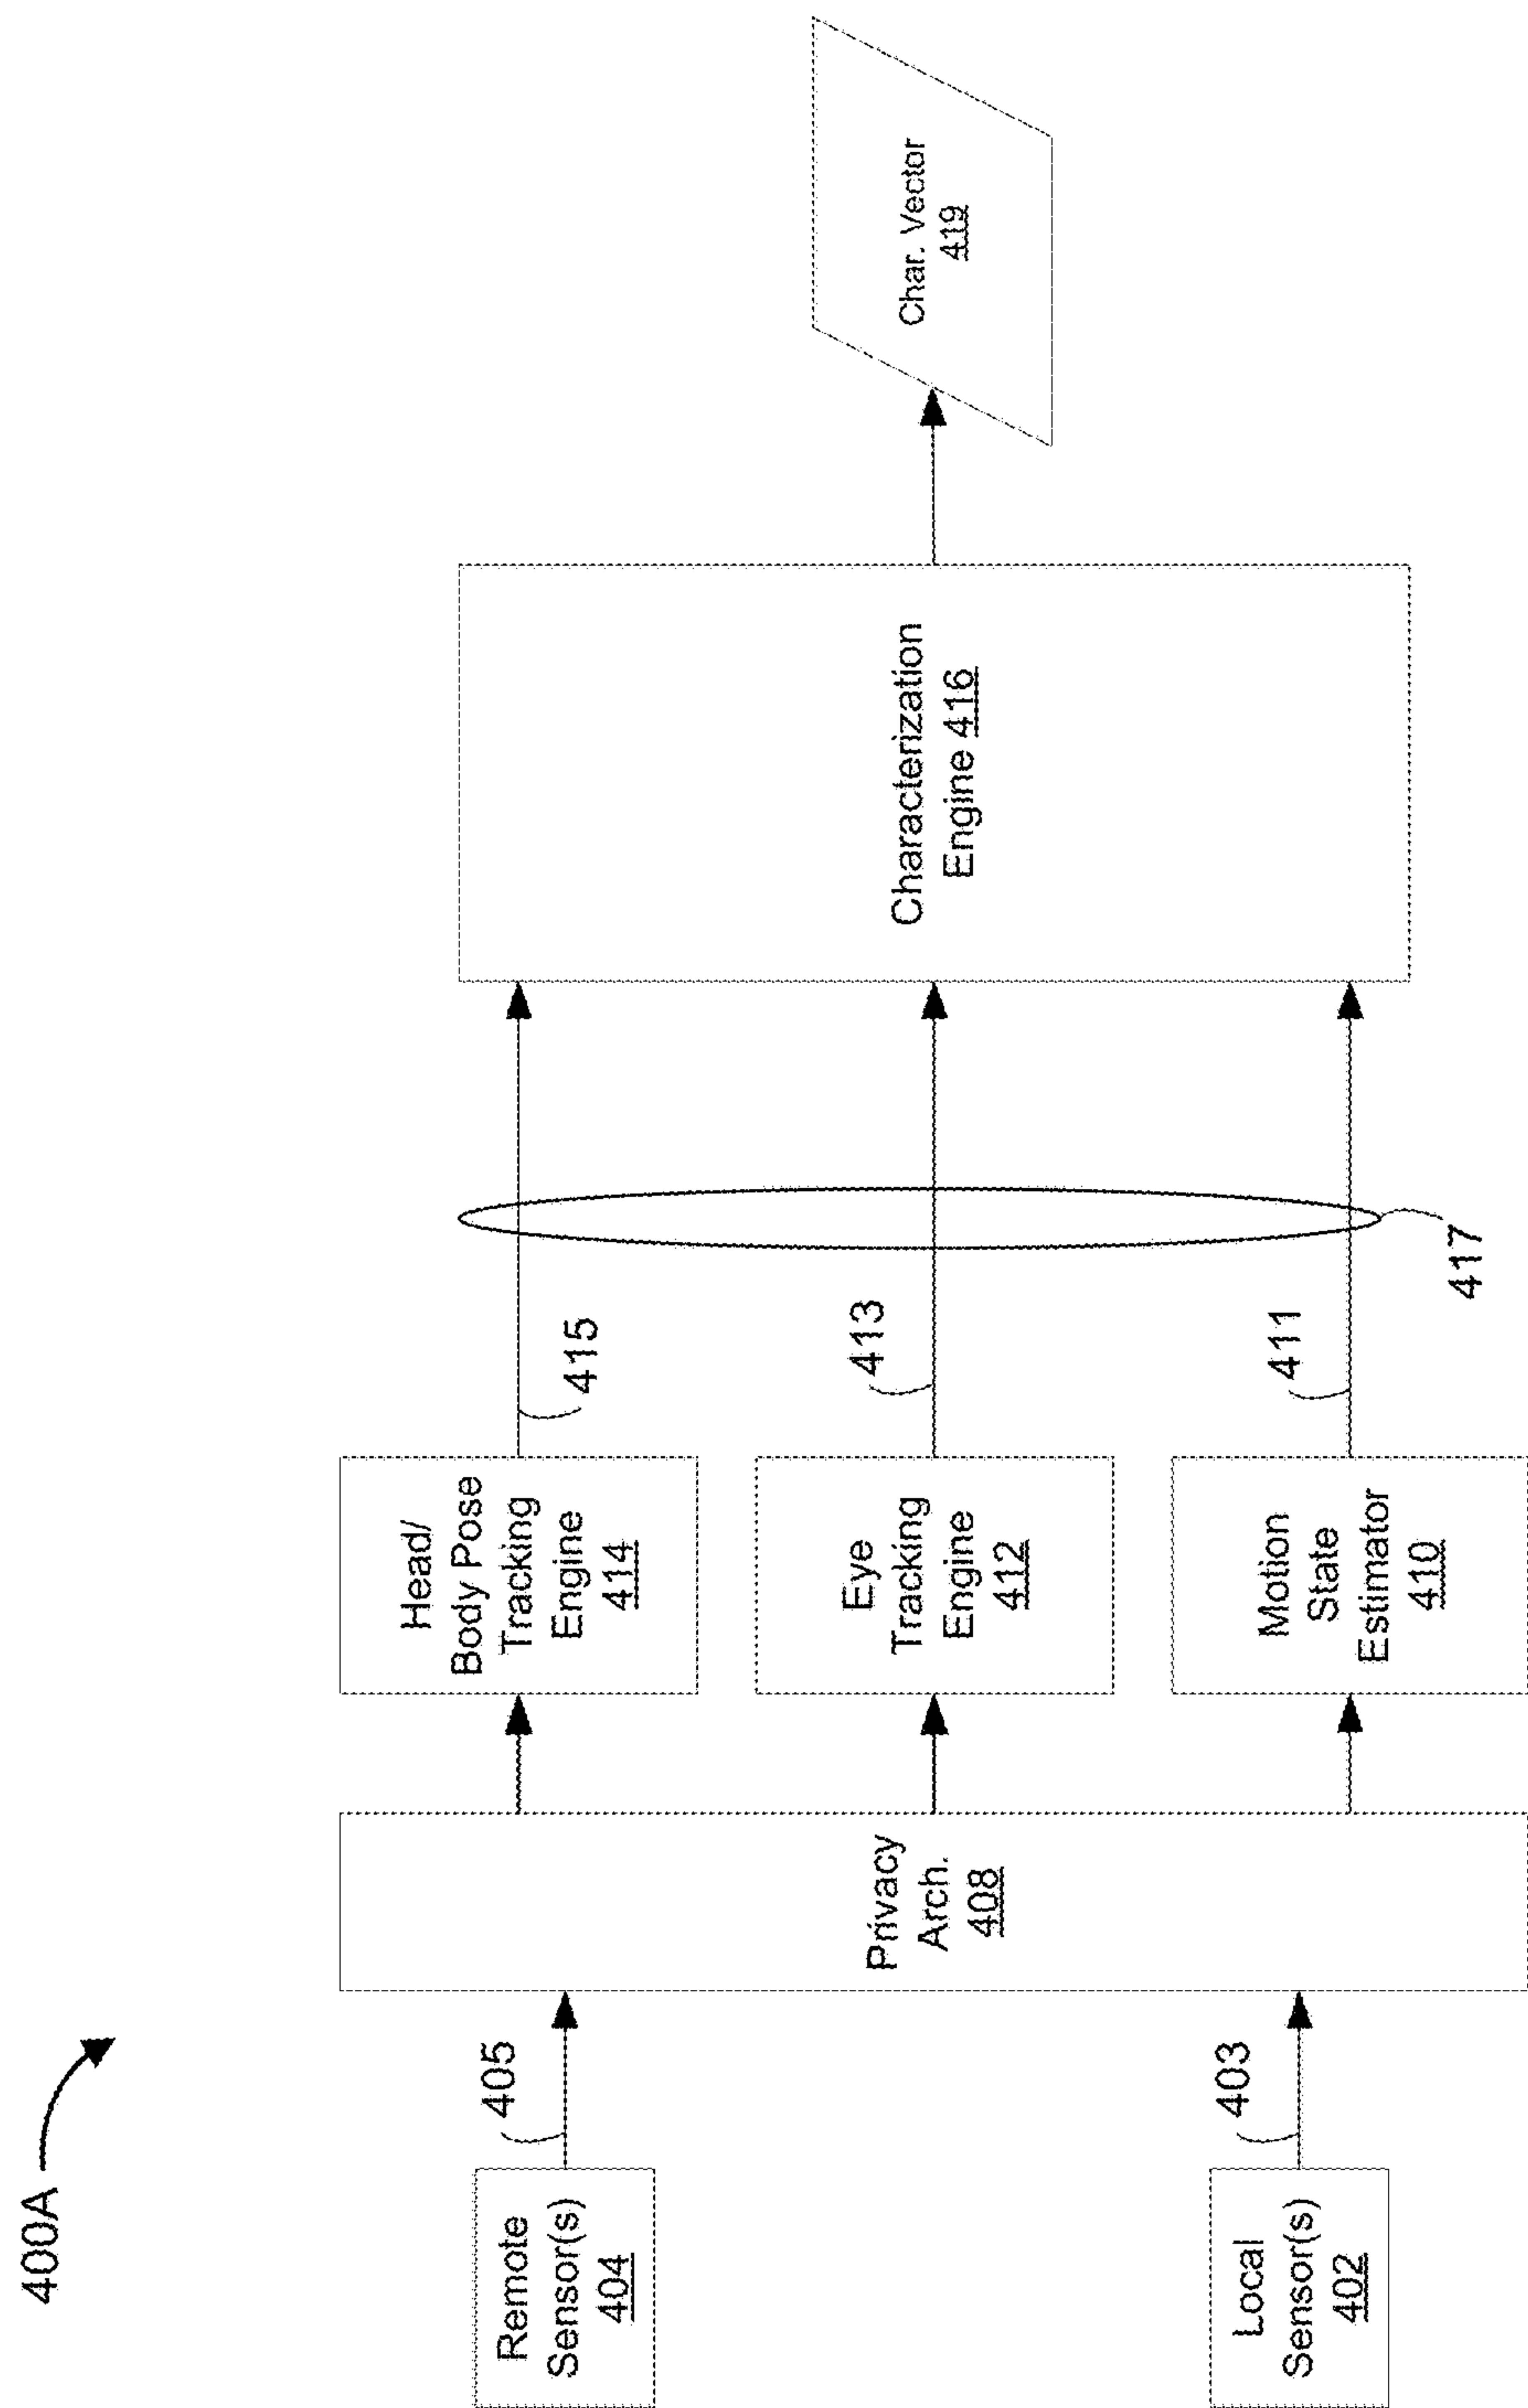 400A
Remote
Sensor(s)
404
405
Local
Sensor(s)
402
403
Privacy
Arch.
408
Head/
Body Pose
Tracking
Engine
414
415
Eye
Tracking
Engine
412
413
Motion
State
Estimator
410
411
417
Characterization
Engine 416
Char. Vector
419